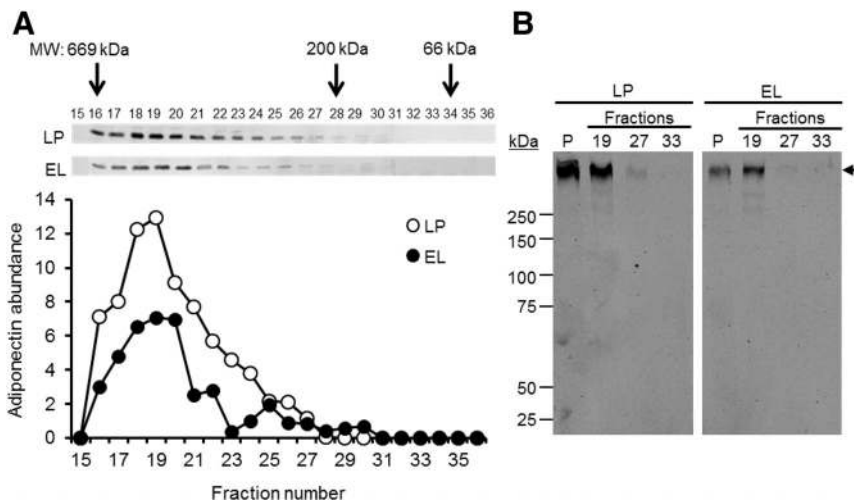 A
MW: 669 kDa 200 kDa 66 kDa
15 16 17 18 19 20 21 22 23 24 25 26 27 28 29 30 31 32 33 34 35 36
LP
EL
14
12
10
8
6
4
2
0
Adiponectin abundance
LP
EL
15 17 19 21 23 25 27 29 31 33 35
Fraction number
B
LP EL
Fractions Fractions
kDa P 19 27 33 P 19 27 33
250
150
100
75
50
25